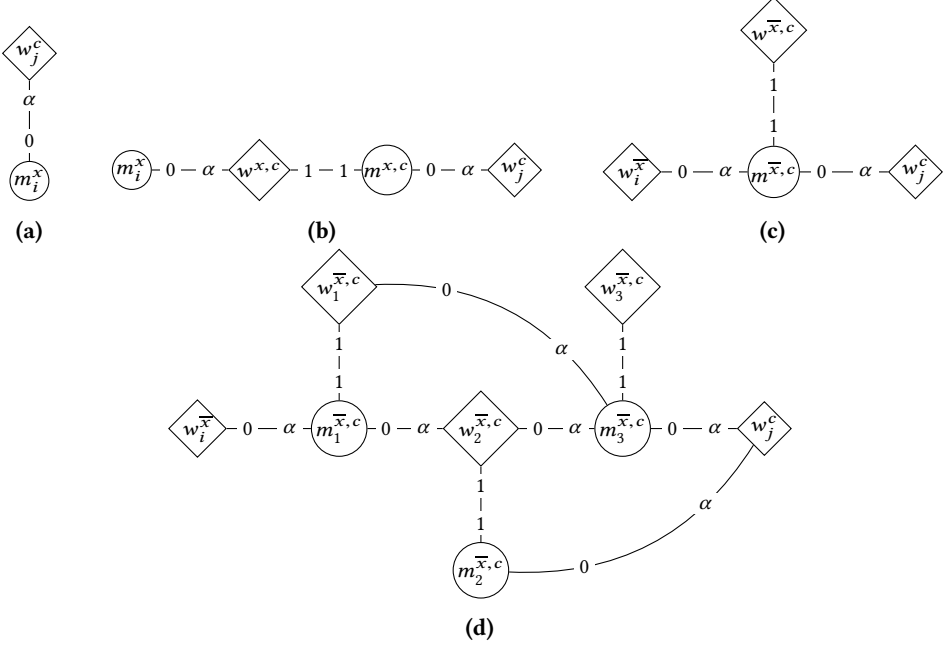 w_j^c
α
0
m_i^x
(a)
m_i^x 0 α w^{x,c} 1 1 m^{x,c} 0 α w_j^c
(b)
w^{x̅,c}
1
1
w_i^{x̅} 0 α m^{x̅,c} 0 α w_j^c
(c)
w_1^{x̅,c} 0 w_3^{x̅,c}
1 α 1
1 1
w_i^{x̅} 0 α m_1^{x̅,c} 0 α w_2^{x̅,c} 0 α m_3^{x̅,c} 0 α w_j^c
1
α
1
m_2^{x̅,c} 0
(d)